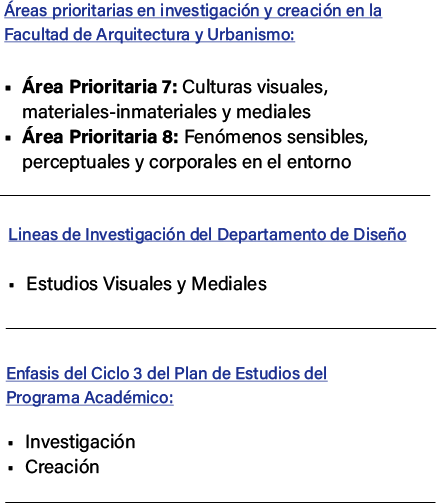 Áreas prioritarias en investigación y creación en la
Facultad de Arquitectura y Urbanismo:
▪ Área Prioritaria 7: Culturas visuales,
materiales-inmateriales y mediales
▪ Área Prioritaria 8: Fenómenos sensibles,
perceptuales y corporales en el entorno
Lineas de Investigación del Departamento de Diseño
▪ Estudios Visuales y Mediales
Enfasis del Ciclo 3 del Plan de Estudios del
Programa Académico:
▪ Investigación
▪ Creación